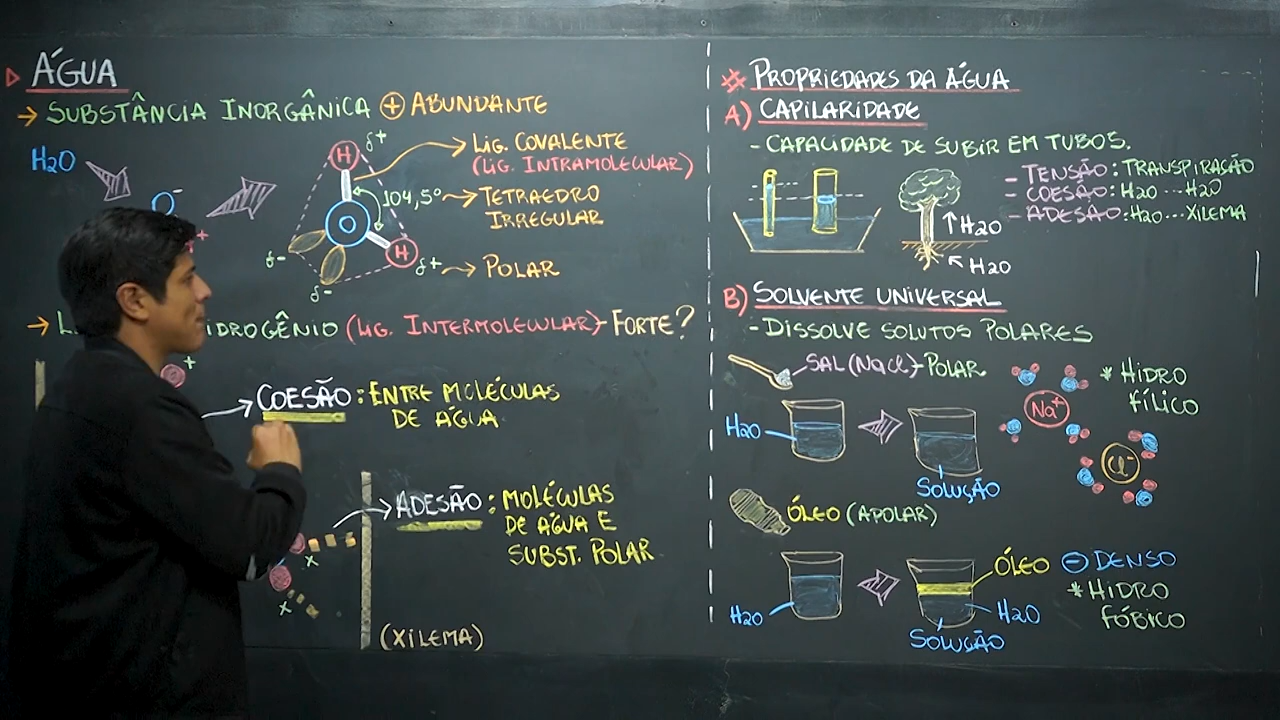 ÁGUA
→ SUBSTÂNCIA INORGÂNICA ⊕ ABUNDANTE
H2O
O⁻
+
H
δ+
O
104,5°
H
δ+
δ-
δ-
→ LIG. COVALENTE
(LIG. INTRAMOLECULAR)
→ TETRAEDRO
IRREGULAR
→ POLAR
→ IDROGÊNIO (LIG. INTERMOLECULAR) - FORTE?
+
COESÃO: ENTRE MOLÉCULAS
DE AGUA
ADESÃO: MOLÉCULAS
DE AGUA E
SUBST. POLAR
X
X
(XILEMA)
# PROPRIEDADES DA ÁGUA
A) CAPILARIDADE
- CAPACIDADE DE SUBIR EM TUBOS.
- TENSÃO: TRANSPIRAÇÃO
- COESÃO: H2O ... H2O
- ADESÃO: H2O... XILEMA
↑ H2O
↖ H2O
B) SOLVENTE UNIVERSAL
- DISSOLVE SOLUTOS POLARES
SAL (NaCl) - POLAR
H2O
SOLUÇÃO
Na+
Cl-
* HIDRO
FÍLICO
ÓLEO (APOLAR)
H2O
ÓLEO ⊖ DENSO
H2O
SOLUÇÃO
* HIDRO
FÓBICO